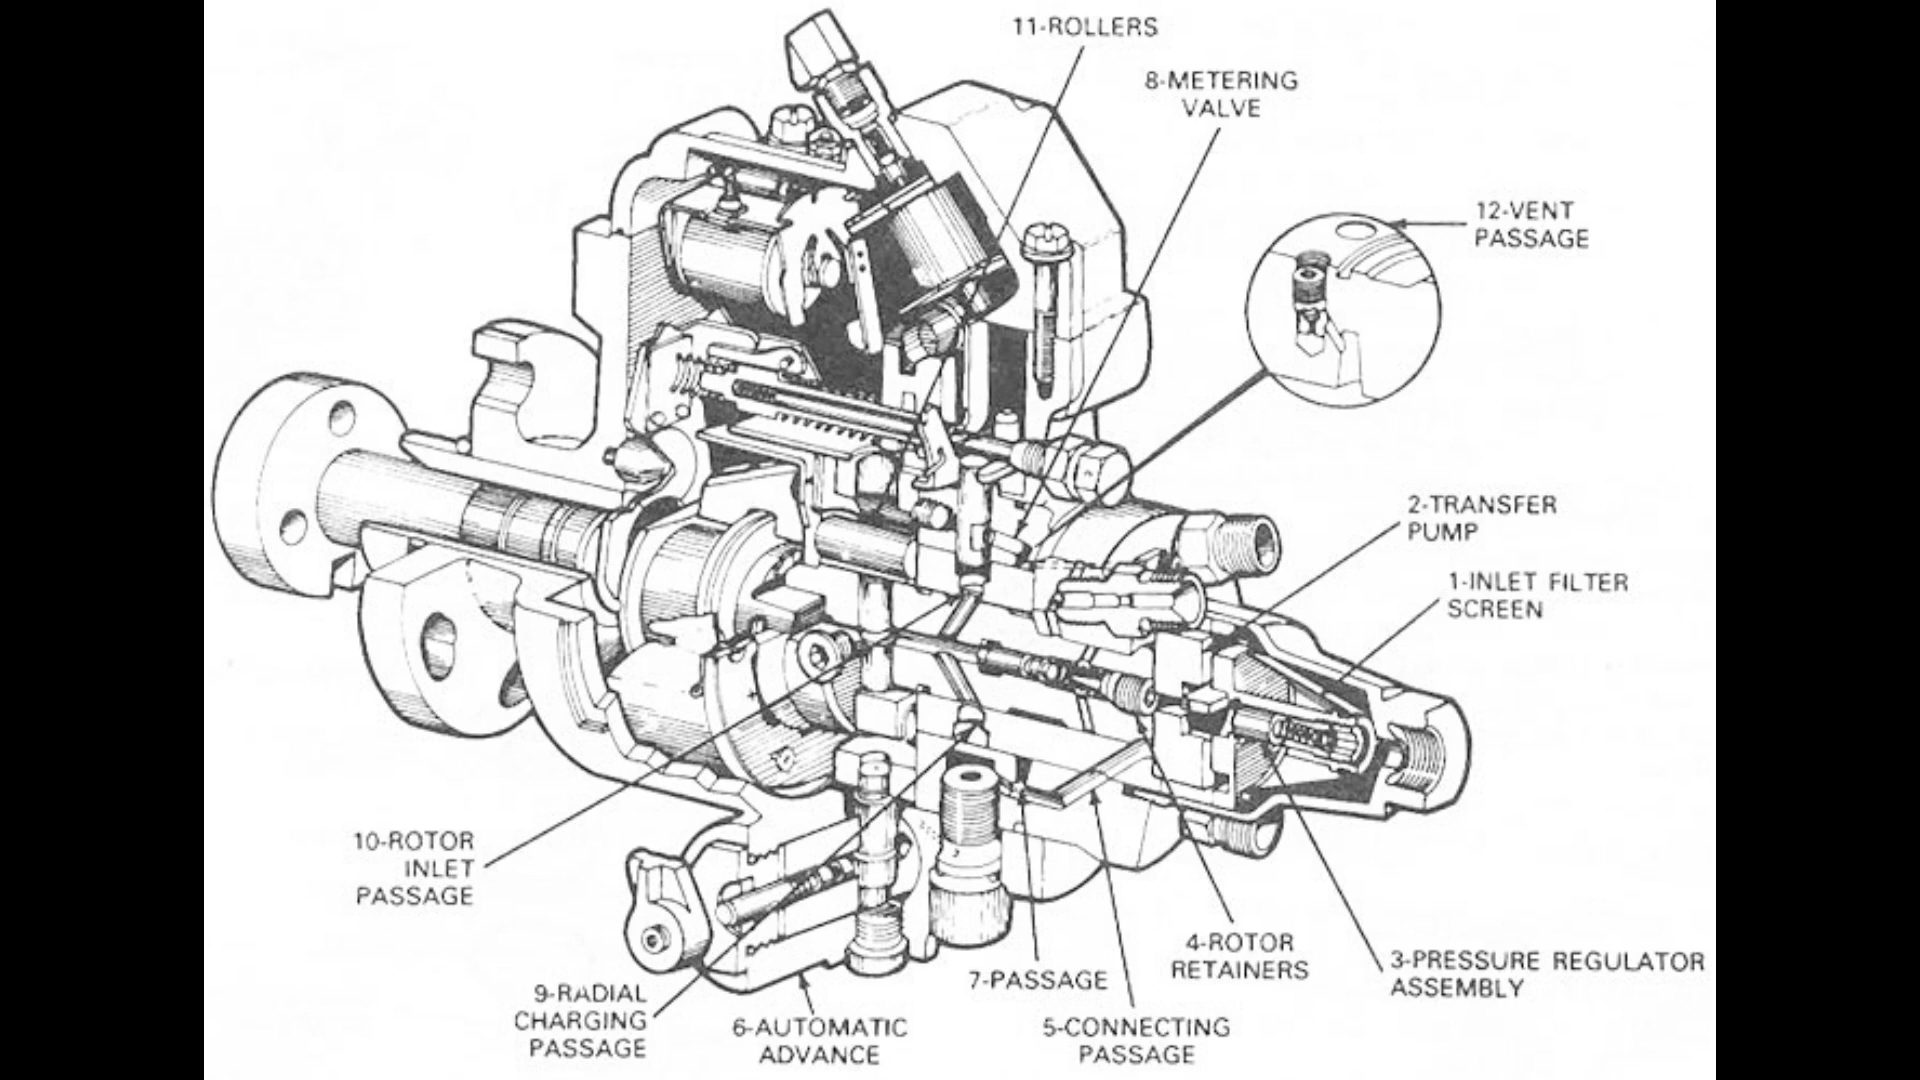 11-ROLLERS
8-METERING
VALVE
12-VENT
PASSAGE
2-TRANSFER
PUMP
1-INLET FILTER
SCREEN
10-ROTOR
INLET
PASSAGE
4-ROTOR
RETAINERS
3-PRESSURE REGULATOR
ASSEMBLY
7-PASSAGE
9-RADIAL
CHARGING
PASSAGE
6-AUTOMATIC
ADVANCE
5-CONNECTING
PASSAGE